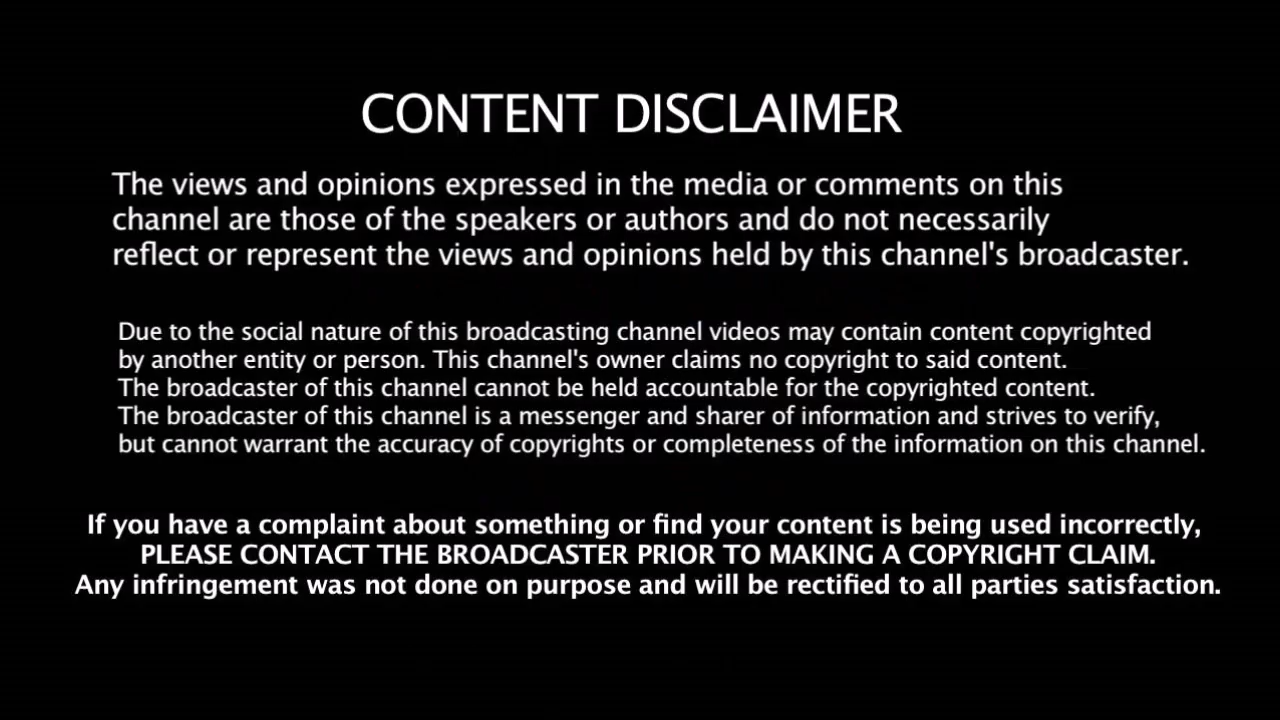 CONTENT DISCLAIMER
The views and opinions expressed in the media or comments on this
channel are those of the speakers or authors and do not necessarily
reflect or represent the views and opinions held by this channel's broadcaster.
Due to the social nature of this broadcasting channel videos may contain content copyrighted
by another entity or person. This channel's owner claims no copyright to said content.
The broadcaster of this channel cannot be held accountable for the copyrighted content.
The broadcaster of this channel is a messenger and sharer of information and strives to verify,
but cannot warrant the accuracy of copyrights or completeness of the information on this channel.
If you have a complaint about something or find your content is being used incorrectly,
PLEASE CONTACT THE BROADCASTER PRIOR TO MAKING A COPYRIGHT CLAIM.
Any infringement was not done on purpose and will be rectified to all parties satisfaction.